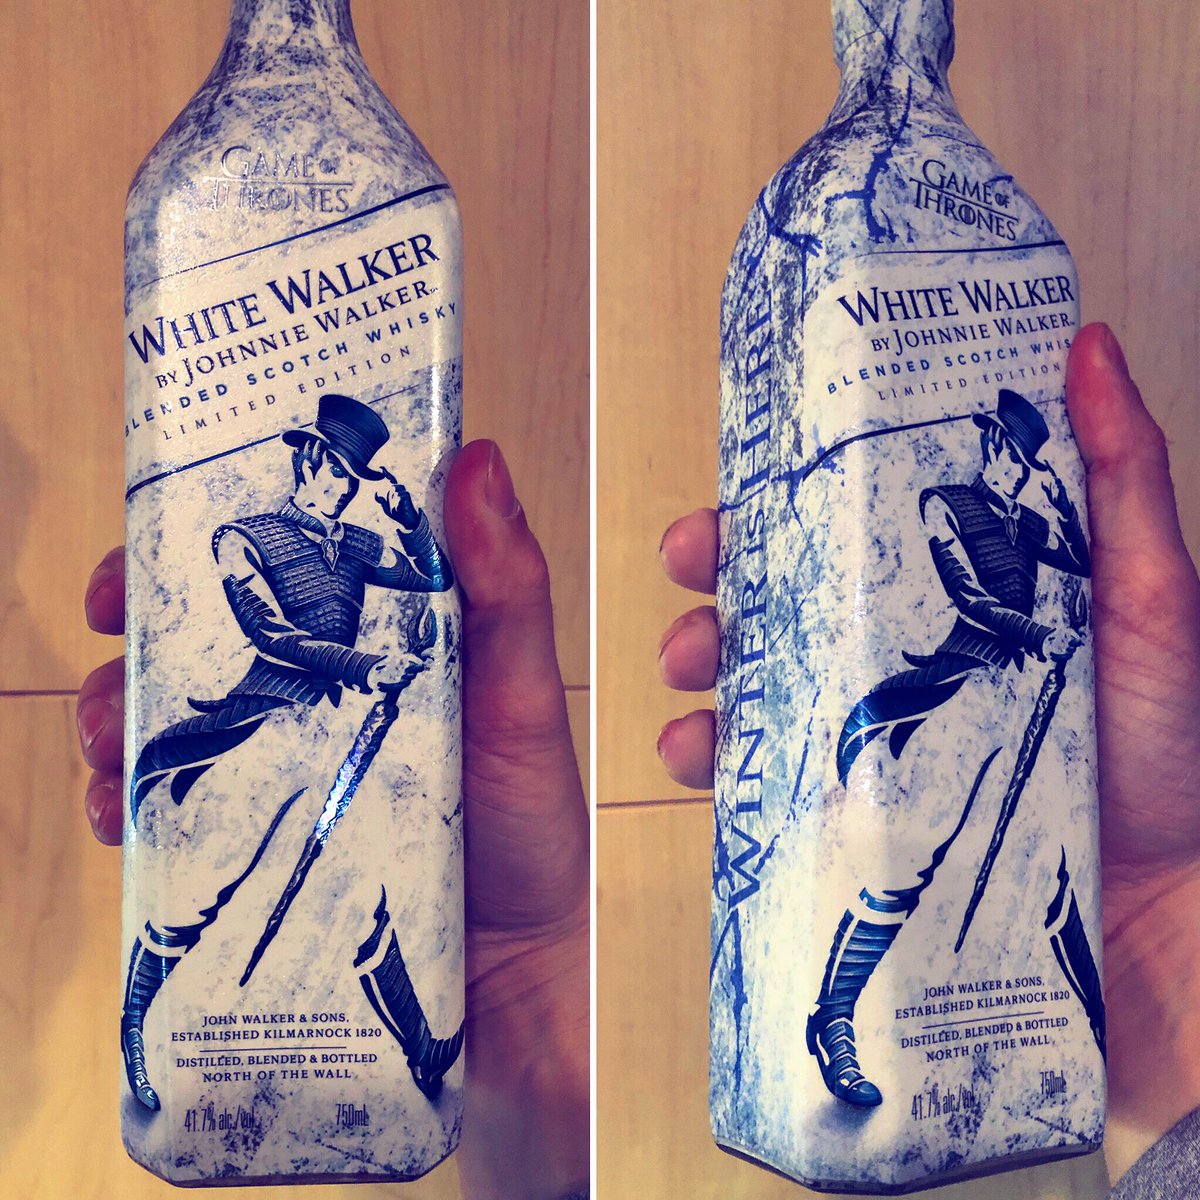 GAME OF
THRONES
WHITE WALKER
BY JOHNNIE WALKER
BLENDED SCOTCH WHISKY
LIMITED EDITION
JOHN WALKER & SONS,
ESTABLISHED KILMARNOCK 1820
DISTILLED, BLENDED & BOTTLED
NORTH OF THE WALL
41.7% alc./vol. 750mL
GAME OF
THRONES
WHITE WALKER
BY JOHNNIE WALKER
BLENDED SCOTCH WHIS
LIMITED EDITION
WINTER IS HERE
JOHN WALKER & SONS,
ESTABLISHED KILMARNOCK 1820
DISTILLED, BLENDED & BOTTLED
NORTH OF THE WALL
41.7% alc./vol. 750mL